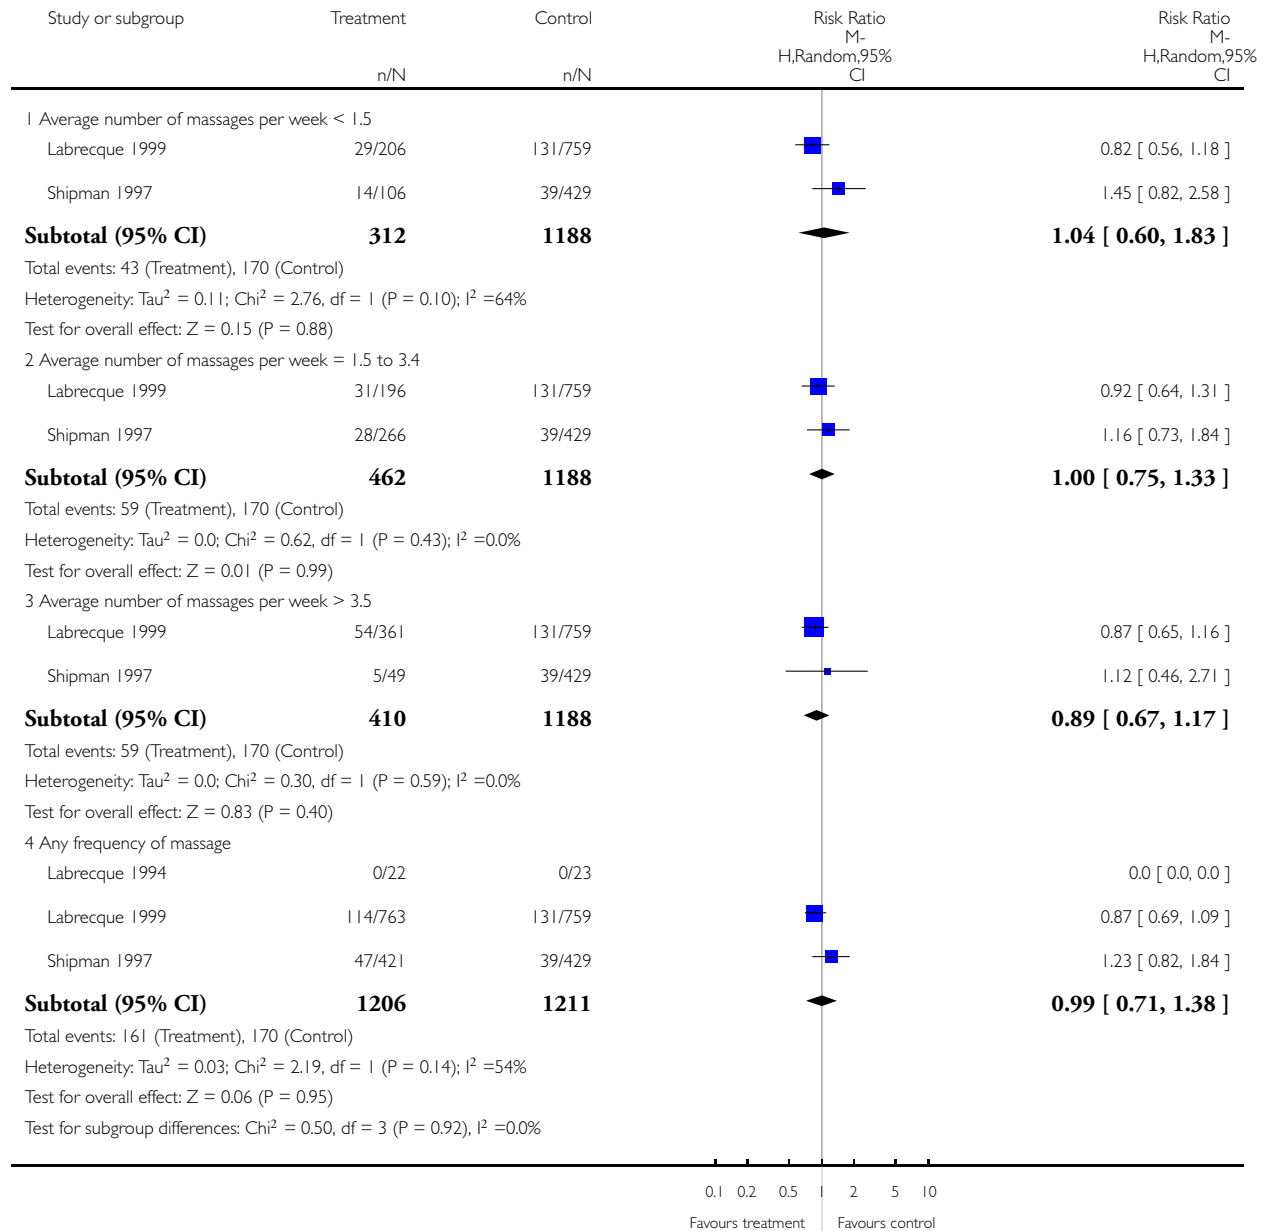 Study or subgroup Treatment Control Risk Ratio Risk Ratio
M- M-
H,Random,95% H,Random,95%
n/N n/N CI CI
1 Average number of massages per week < 1.5
Labrecque 1999 29/206 131/759 0.82 [ 0.56, 1.18 ]
Shipman 1997 14/106 39/429 1.45 [ 0.82, 2.58 ]
Subtotal (95% CI) 312 1188 1.04 [ 0.60, 1.83 ]
Total events: 43 (Treatment), 170 (Control)
Heterogeneity: Tau² = 0.11; Chi² = 2.76, df = 1 (P = 0.10); I² =64%
Test for overall effect: Z = 0.15 (P = 0.88)
2 Average number of massages per week = 1.5 to 3.4
Labrecque 1999 31/196 131/759 0.92 [ 0.64, 1.31 ]
Shipman 1997 28/266 39/429 1.16 [ 0.73, 1.84 ]
Subtotal (95% CI) 462 1188 1.00 [ 0.75, 1.33 ]
Total events: 59 (Treatment), 170 (Control)
Heterogeneity: Tau² = 0.0; Chi² = 0.62, df = 1 (P = 0.43); I² =0.0%
Test for overall effect: Z = 0.01 (P = 0.99)
3 Average number of massages per week > 3.5
Labrecque 1999 54/361 131/759 0.87 [ 0.65, 1.16 ]
Shipman 1997 5/49 39/429 1.12 [ 0.46, 2.71 ]
Subtotal (95% CI) 410 1188 0.89 [ 0.67, 1.17 ]
Total events: 59 (Treatment), 170 (Control)
Heterogeneity: Tau² = 0.0; Chi² = 0.30, df = 1 (P = 0.59); I² =0.0%
Test for overall effect: Z = 0.83 (P = 0.40)
4 Any frequency of massage
Labrecque 1994 0/22 0/23 0.0 [ 0.0, 0.0 ]
Labrecque 1999 114/763 131/759 0.87 [ 0.69, 1.09 ]
Shipman 1997 47/421 39/429 1.23 [ 0.82, 1.84 ]
Subtotal (95% CI) 1206 1211 0.99 [ 0.71, 1.38 ]
Total events: 161 (Treatment), 170 (Control)
Heterogeneity: Tau² = 0.03; Chi² = 2.19, df = 1 (P = 0.14); I² =54%
Test for overall effect: Z = 0.06 (P = 0.95)
Test for subgroup differences: Chi² = 0.50, df = 3 (P = 0.92), I² =0.0%
0.1 0.2 0.5 1 2 5 10
Favours treatment Favours control